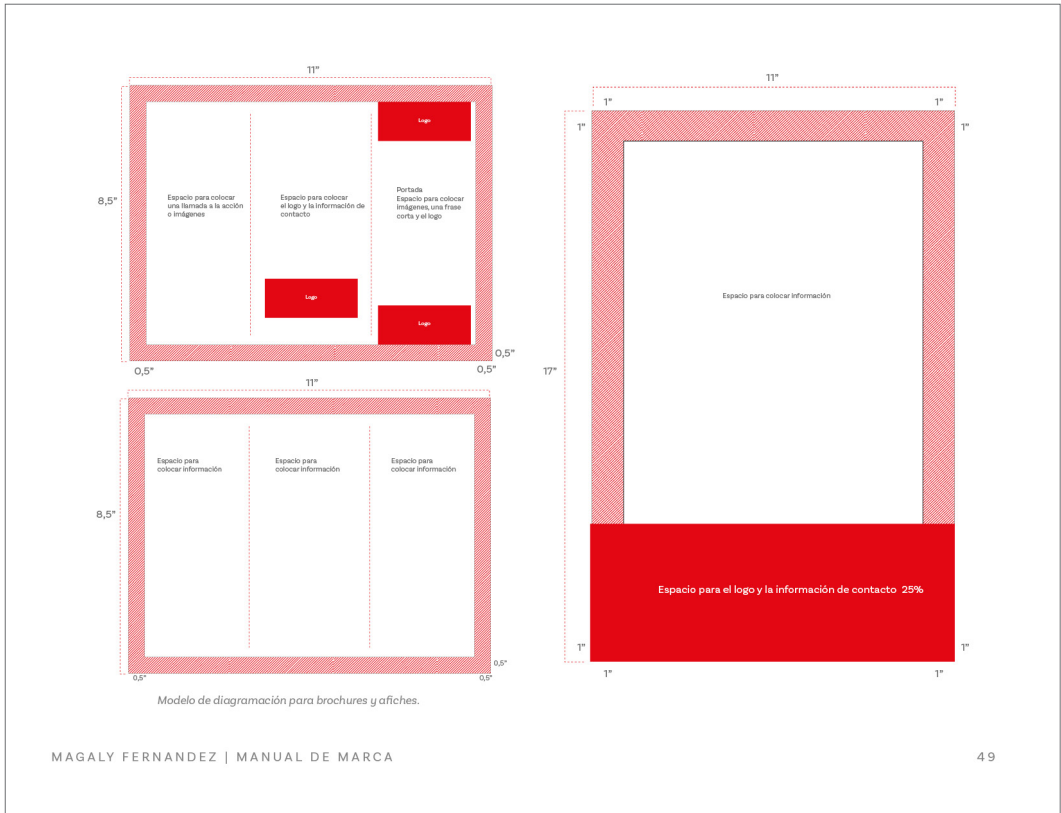 11”
8,5”
Logo
Espacio para colocar
una llamada a la acción
o imágenes
Espacio para colocar
el logo y la información de
contacto
Portada
Espacio para colocar
imágenes, una frase
corta y el logo
Logo
Logo
0,5”
0,5”
0,5”
11”
8,5”
Espacio para
colocar información
Espacio para
colocar información
Espacio para
colocar información
0,5”
0,5”
0,5”
Modelo de diagramación para brochures y afiches.
11”
1”
1”
1”
1”
17”
Espacio para colocar información
Espacio para el logo y la información de contacto 25%
1”
1”
1”
1”
MAGALY FERNANDEZ | MANUAL DE MARCA
49